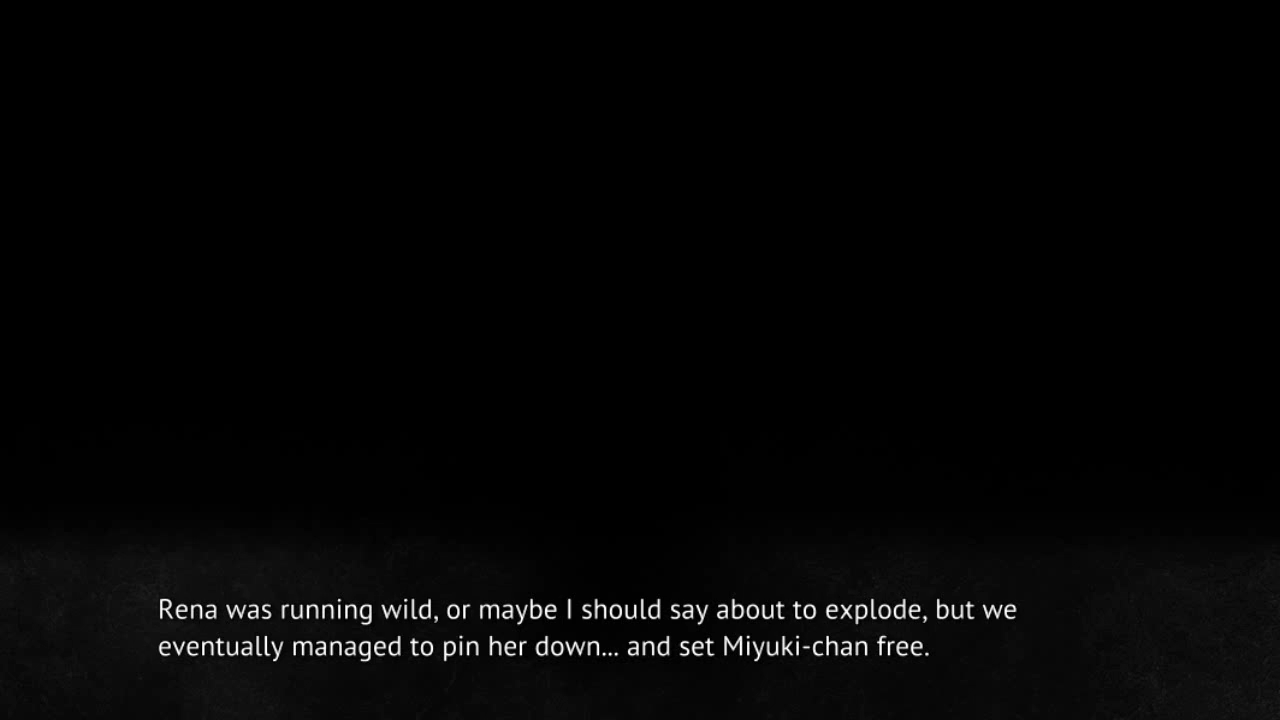 Rena was running wild, or maybe I should say about to explode, but we
eventually managed to pin her down... and set Miyuki-chan free.